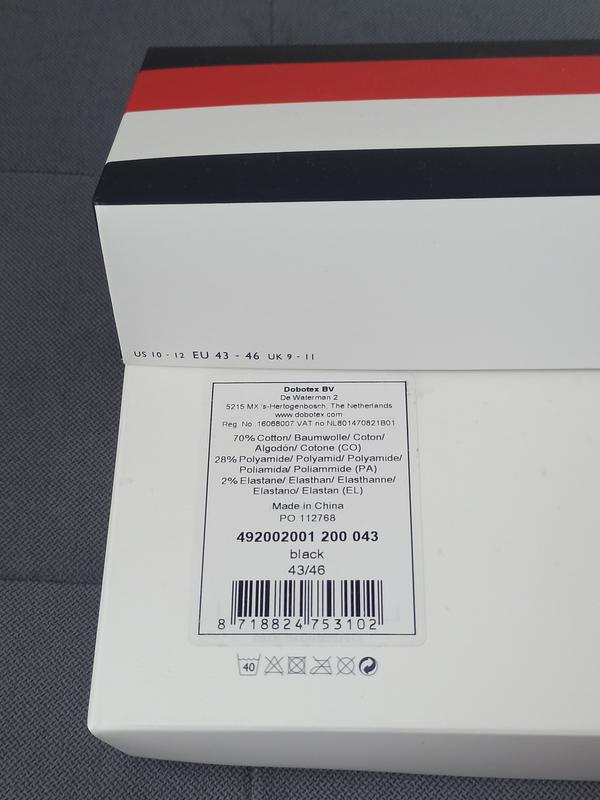 US 10 - 12 EU 43 - 46 UK 9 - 11
Dobotex BV
De Waterman 2
5215 MX 's-Hertogenbosch, The Netherlands
www.dobotex.com
Reg. No. 16068007 VAT no NL801470821B01
70% Cotton/ Baumwolle/ Coton/
Algodón/ Cotone (CO)
28% Polyamide/ Polyamid/ Polyamide/
Poliamida/ Poliammide (PA)
2% Elastane/ Elasthan/ Elasthanne/
Elastano/ Elastan (EL)
Made in China
PO 112768
492002001 200 043
black
43/46
8 718824 753102
40